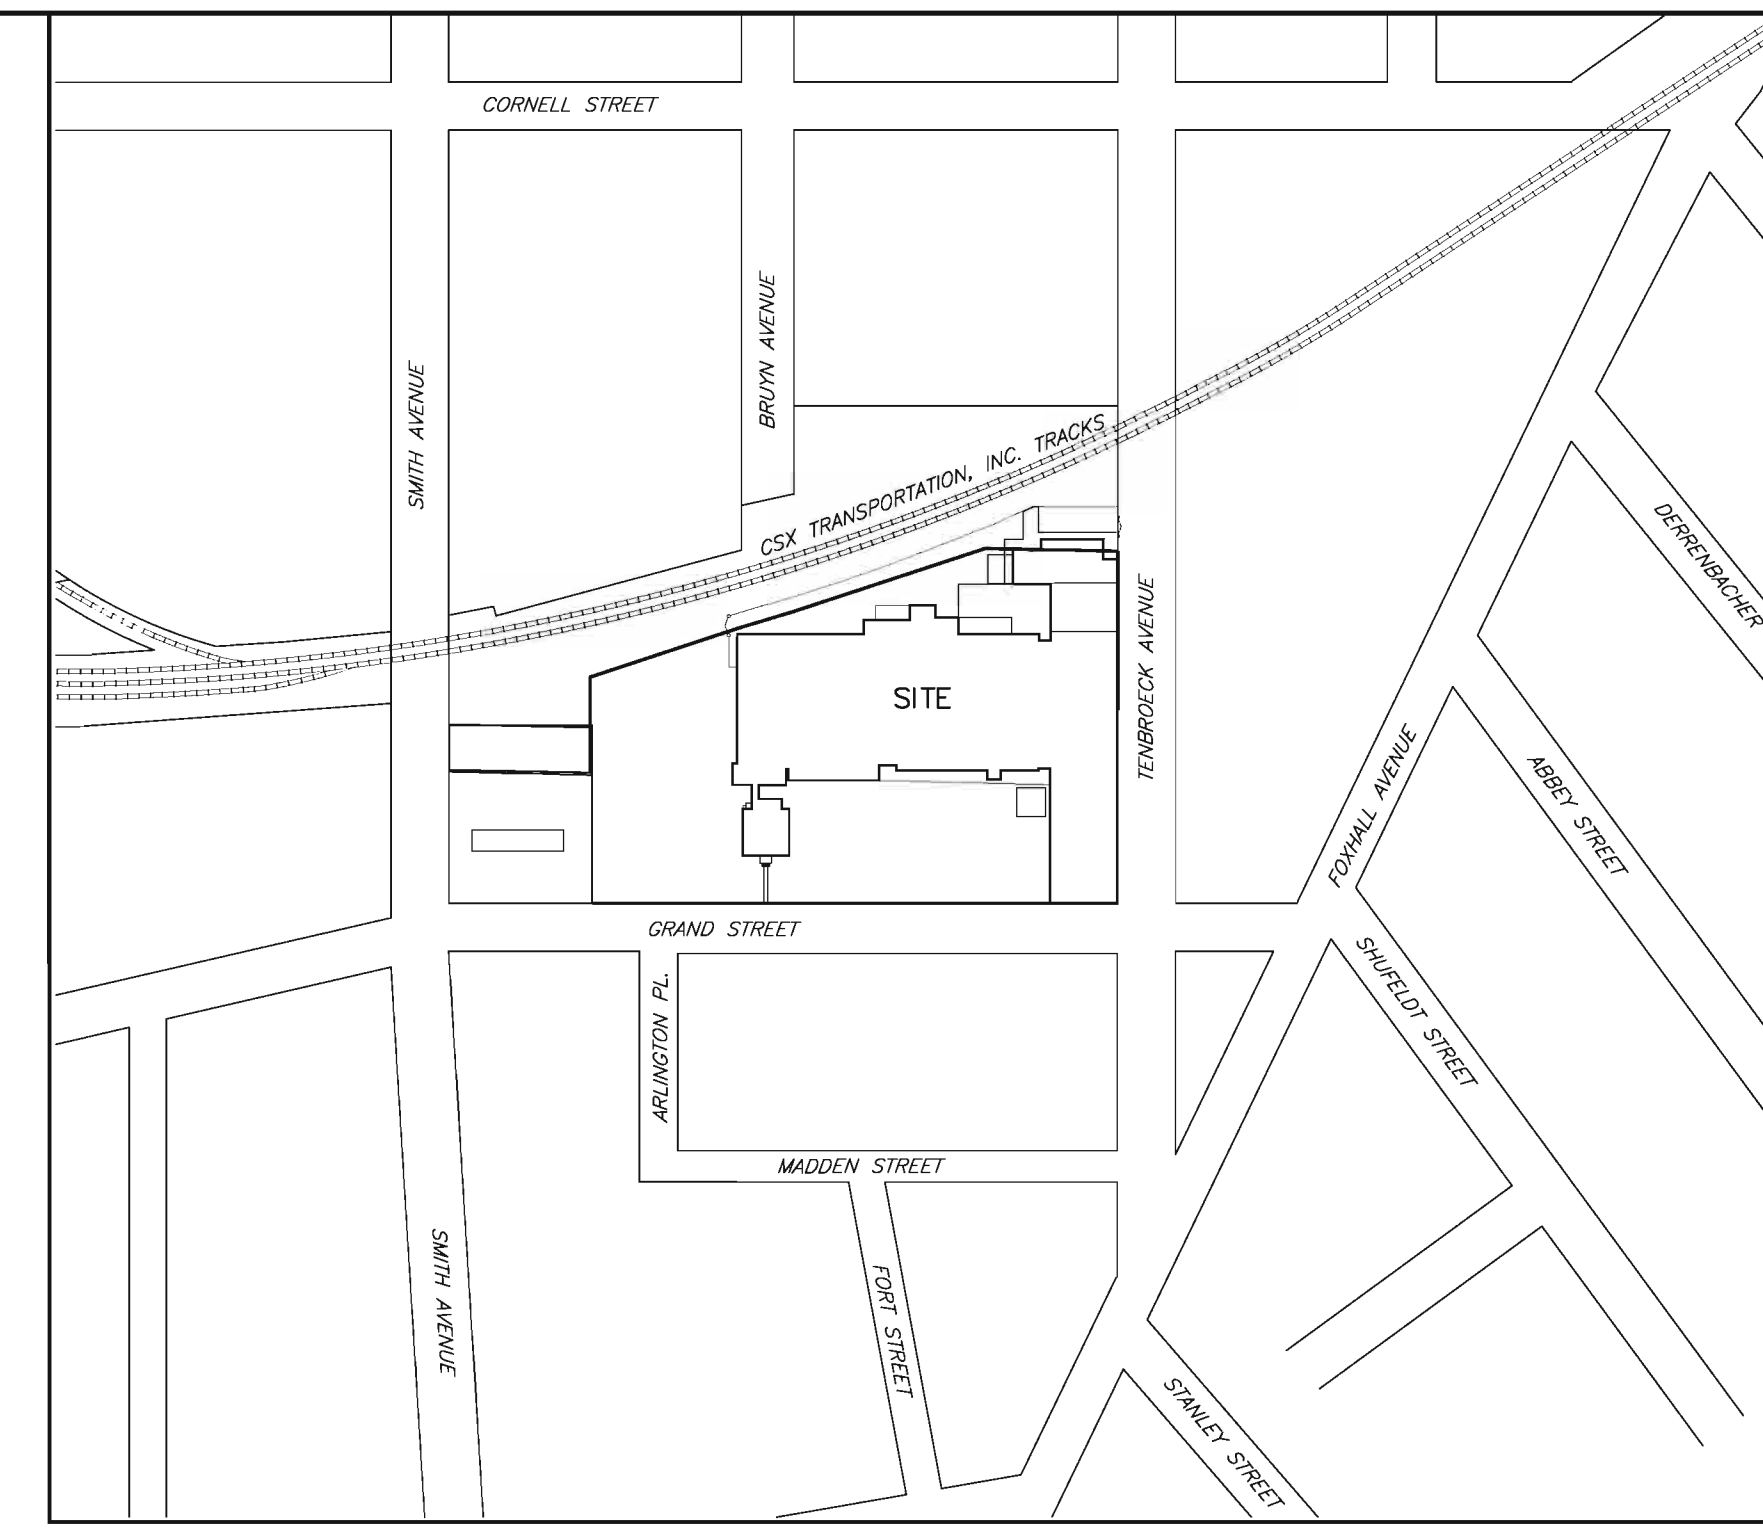 CORNELL STREET
BRUYN AVENUE
SMITH AVENUE
CSX TRANSPORTATION, INC. TRACKS
DERRENBACHER
TENBROECK AVENUE
SITE
FOXHALL AVENUE
ABBEY STREET
GRAND STREET
SHUFELDT STREET
ARLINGTON PL.
MADDEN STREET
SMITH AVENUE
FORT STREET
STANLEY STREET